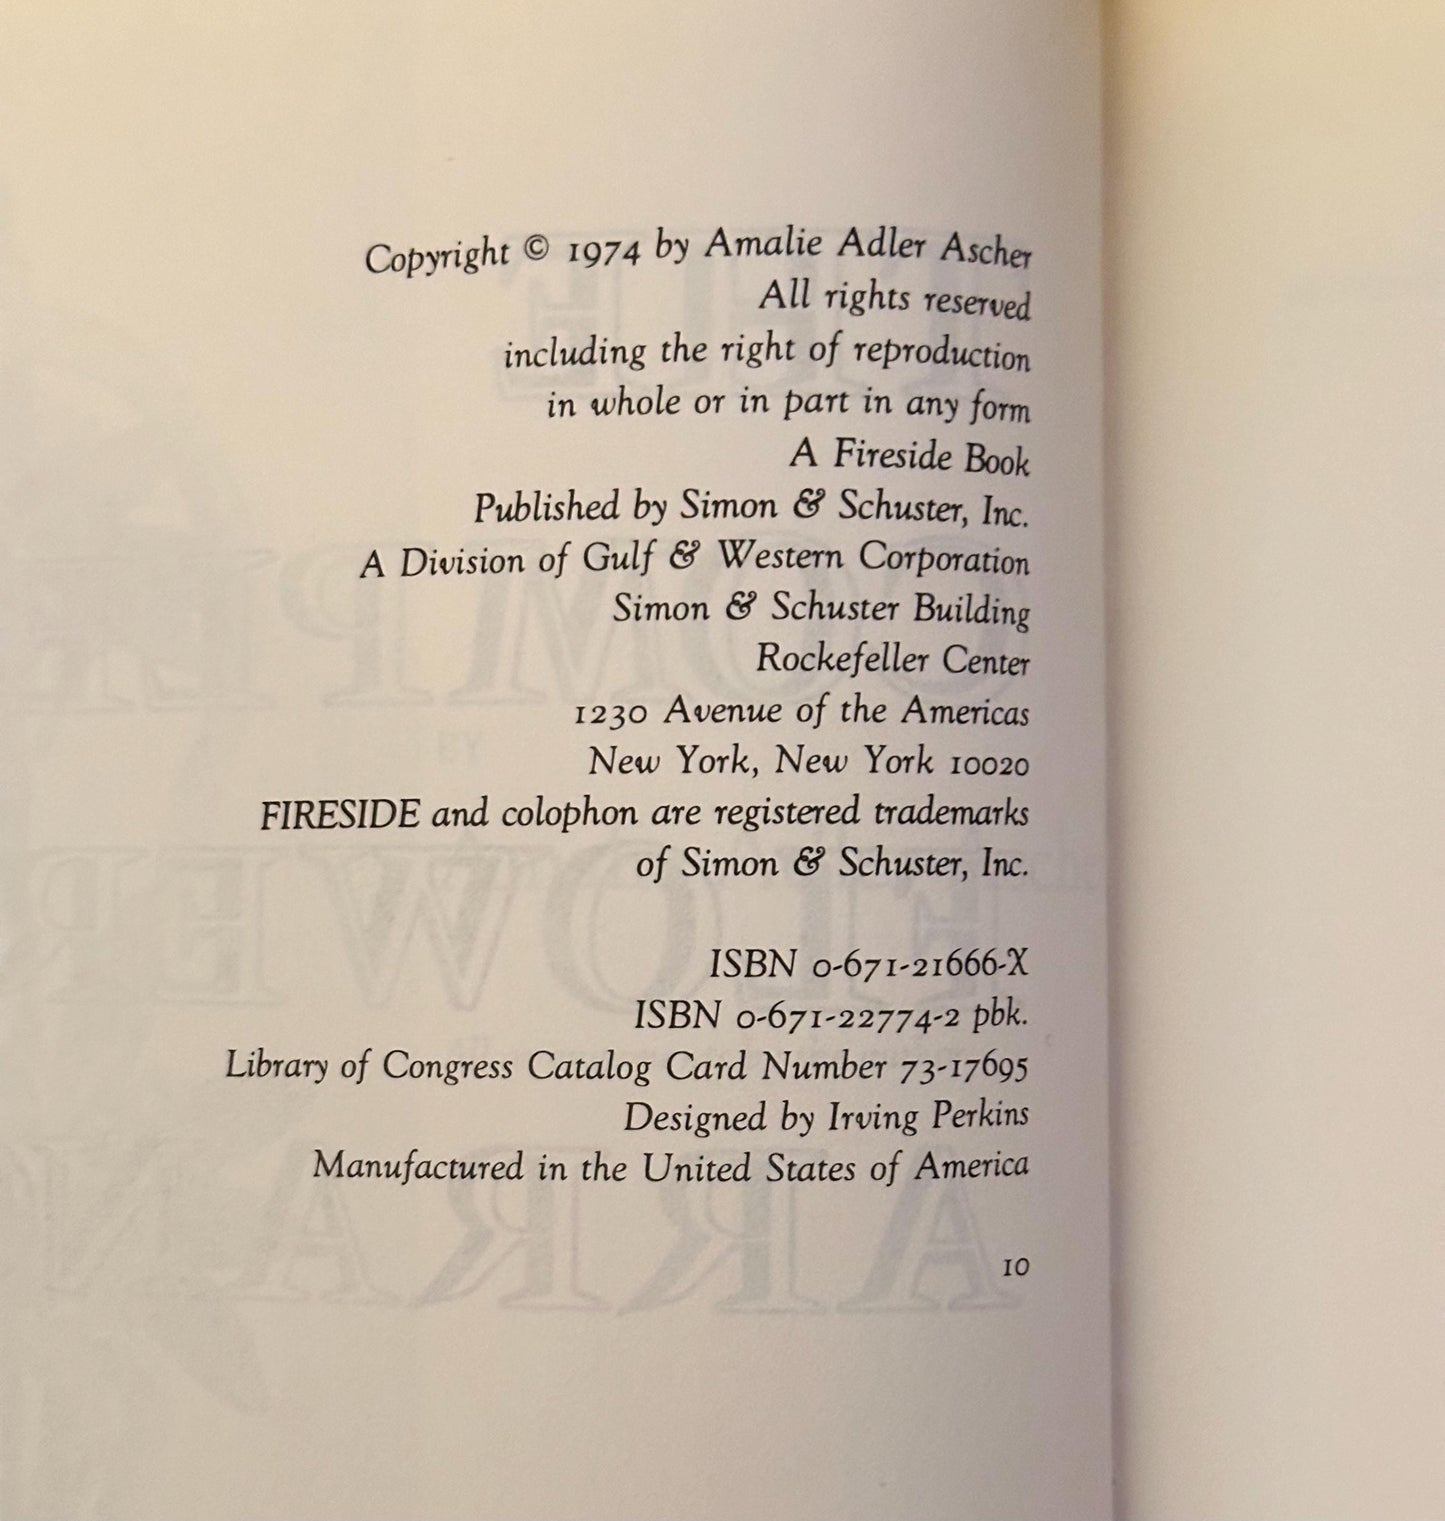 Copyright © 1974 by Amalie Adler Ascher
All rights reserved
including the right of reproduction
in whole or in part in any form
A Fireside Book
Published by Simon & Schuster, Inc.
A Division of Gulf & Western Corporation
Simon & Schuster Building
Rockefeller Center
1230 Avenue of the Americas
New York, New York 10020
FIRESIDE and colophon are registered trademarks
of Simon & Schuster, Inc.
ISBN 0-671-21666-X
ISBN 0-671-22774-2 pbk.
Library of Congress Catalog Card Number 73-17695
Designed by Irving Perkins
Manufactured in the United States of America
10